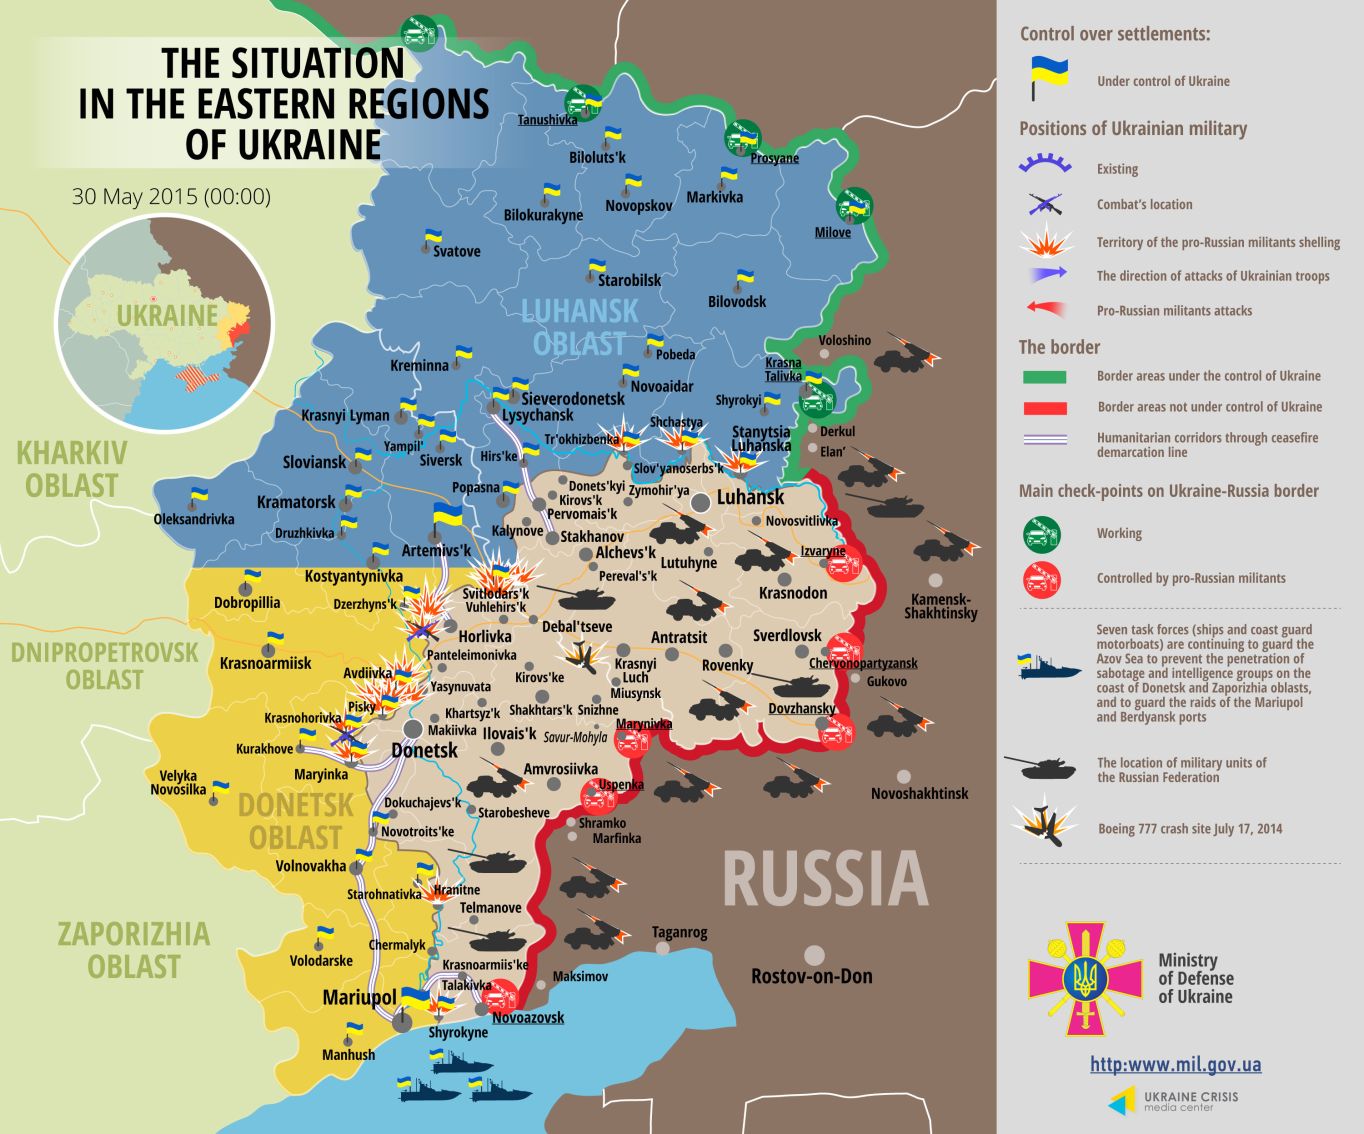 THE SITUATION
IN THE EASTERN REGIONS
OF UKRAINE
30 May 2015 (00:00)
UKRAINE
KHARKIV
OBLAST
DNIPROPETROVSK
OBLAST
ZAPORIZHIA
OBLAST
LUHANSK
OBLAST
DONETSK
OBLAST
RUSSIA
Tanushivka
Biloluts'k
Prosyane
Bilokurakyne
Novopskov
Markivka
Milove
Svatove
Starobilsk
Bilovodsk
Voloshino
Kreminna
Pobeda
Krasna
Talivka
Novoaidar
Sieverodonetsk
Lysychansk
Shyrokyi
Krasnyi Lyman
Yampil'
Siversk
Tr'okhizbenka
Shchastya
Stanytsia
Luhanska
Derkul
Elan'
Sloviansk
Hirs'ke
Slov'yanoserbs'k
Popasna
Donets'kyi
Zymohir'ya
Luhansk
Kirovs'k
Pervomais'k
Kramatorsk
Oleksandrivka
Druzhkivka
Kalynove
Stakhanov
Novosvitlivka
Artemivs'k
Alchevs'k
Lutuhyne
Izvaryne
Kostyantynivka
Pereval's'k
Krasnodon
Kamensk-
Shakhtinsky
Dobropillia
Dzerzhyns'k
Svitlodars'k
Vuhlehirs'k
Debal'tseve
Horlivka
Antratsit
Sverdlovsk
Krasnoarmiisk
Panteleimonivka
Krasnyi
Luch
Rovenky
Chervonopartyzansk
Gukovo
Avdiivka
Yasynuvata
Kirovs'ke
Miusynsk
Pisky
Khartsyz'k
Shakhtars'k
Snizhne
Dovzhansky
Krasnohorivka
Makiivka
Ilovais'k
Savur-Mohyla
Marynivka
Kurakhove
Donetsk
Maryinka
Amvrosiivka
Uspenka
Novoshakhtinsk
Velyka
Novosilka
Dokuchajevs'k
Starobesheve
Novotroits'ke
Shramko
Marfinka
Volnovakha
Starohnativka
Hranitne
Telmanove
Volodarske
Chermalyk
Taganrog
Krasnoarmiis'ke
Talakivka
Maksimov
Rostov-on-Don
Mariupol
Novoazovsk
Shyrokyne
Manhush
Control over settlements:
Under control of Ukraine
Positions of Ukrainian military
Existing
Combat's location
Territory of the pro-Russian militants shelling
The direction of attacks of Ukrainian troops
Pro-Russian militants attacks
The border
Border areas under the control of Ukraine
Border areas not under control of Ukraine
Humanitarian corridors through ceasefire
demarcation line
Main check-points on Ukraine-Russia border
Working
Controlled by pro-Russian militants
Seven task forces (ships and coast guard
motorboats) are continuing to guard the
Azov Sea to prevent the penetration of
sabotage and intelligence groups on the
coast of Donetsk and Zaporizhia oblasts,
and to guard the raids of the Mariupol
and Berdyansk ports
The location of military units of
the Russian Federation
Boeing 777 crash site July 17, 2014
Ministry
of Defense
of Ukraine
http:www.mil.gov.ua
UKRAINE CRISIS
media center